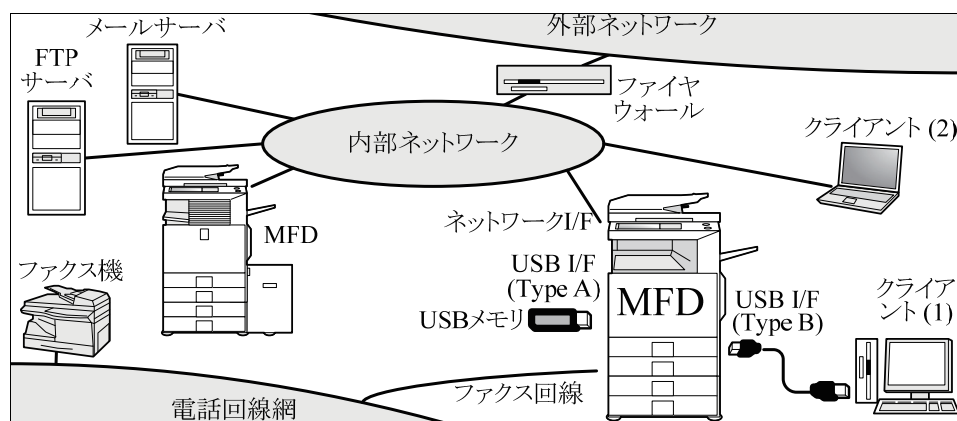 メールサーバ
外部ネットワーク
FTP
サーバ
ファイヤ
ウォール
内部ネットワーク
クライアント (2)
MFD
ネットワークI/F
ファクス機
USB I/F
(Type A)
USBメモリ
MFD
USB I/F
(Type B)
クライア
ント (1)
ファクス回線
電話回線網